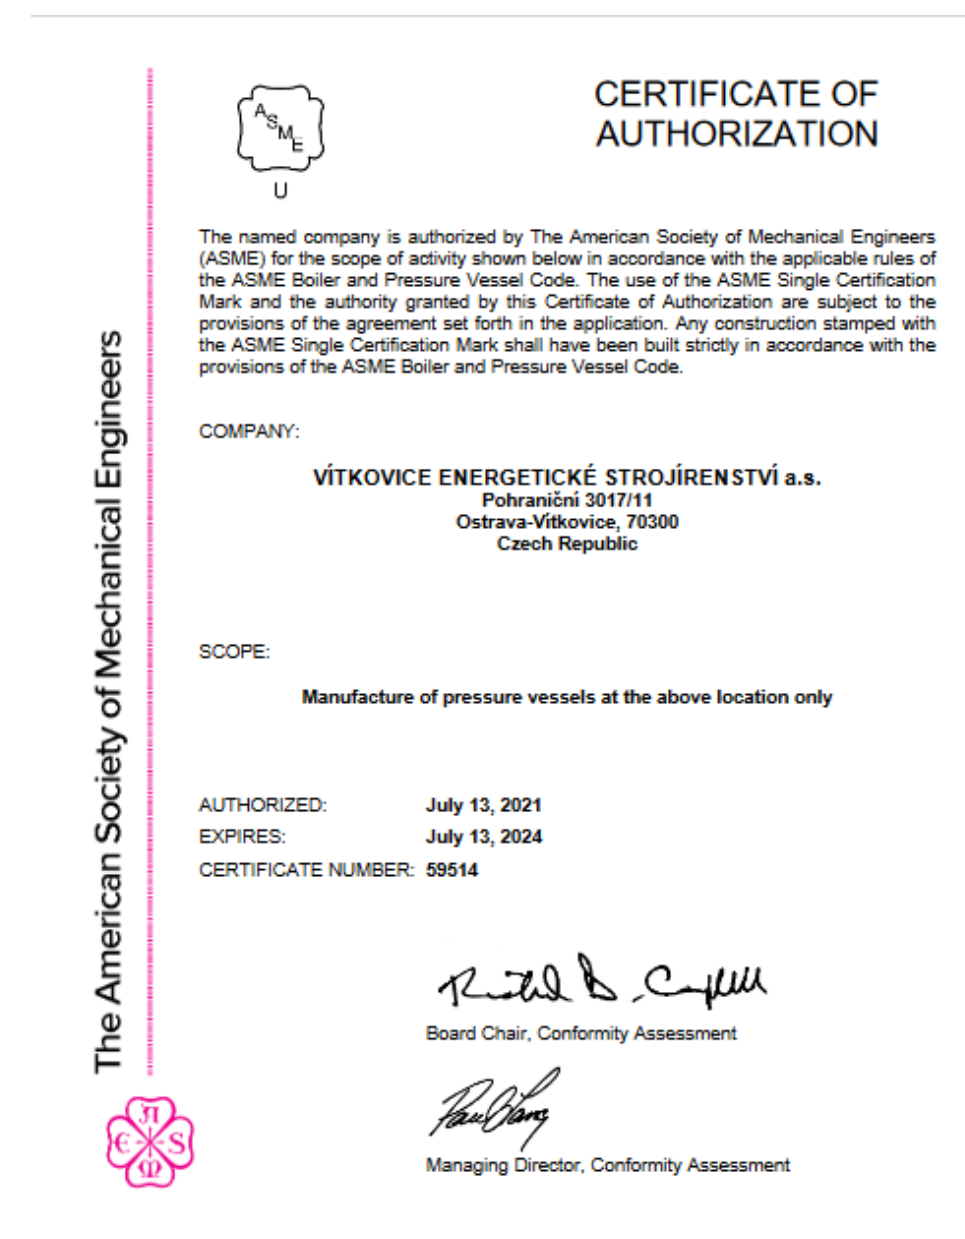 ASME
U
CERTIFICATE OF
AUTHORIZATION
The named company is authorized by The American Society of Mechanical Engineers
(ASME) for the scope of activity shown below in accordance with the applicable rules of
the ASME Boiler and Pressure Vessel Code. The use of the ASME Single Certification
Mark and the authority granted by this Certificate of Authorization are subject to the
provisions of the agreement set forth in the application. Any construction stamped with
the ASME Single Certification Mark shall have been built strictly in accordance with the
provisions of the ASME Boiler and Pressure Vessel Code.
COMPANY:
VÍTKOVICE ENERGETICKÉ STROJÍRENSTVÍ a.s.
Pohraniční 3017/11
Ostrava-Vítkovice, 70300
Czech Republic
SCOPE:
Manufacture of pressure vessels at the above location only
AUTHORIZED: July 13, 2021
EXPIRES: July 13, 2024
CERTIFICATE NUMBER: 59514
Board Chair, Conformity Assessment
Managing Director, Conformity Assessment
The American Society of Mechanical Engineers
ASME